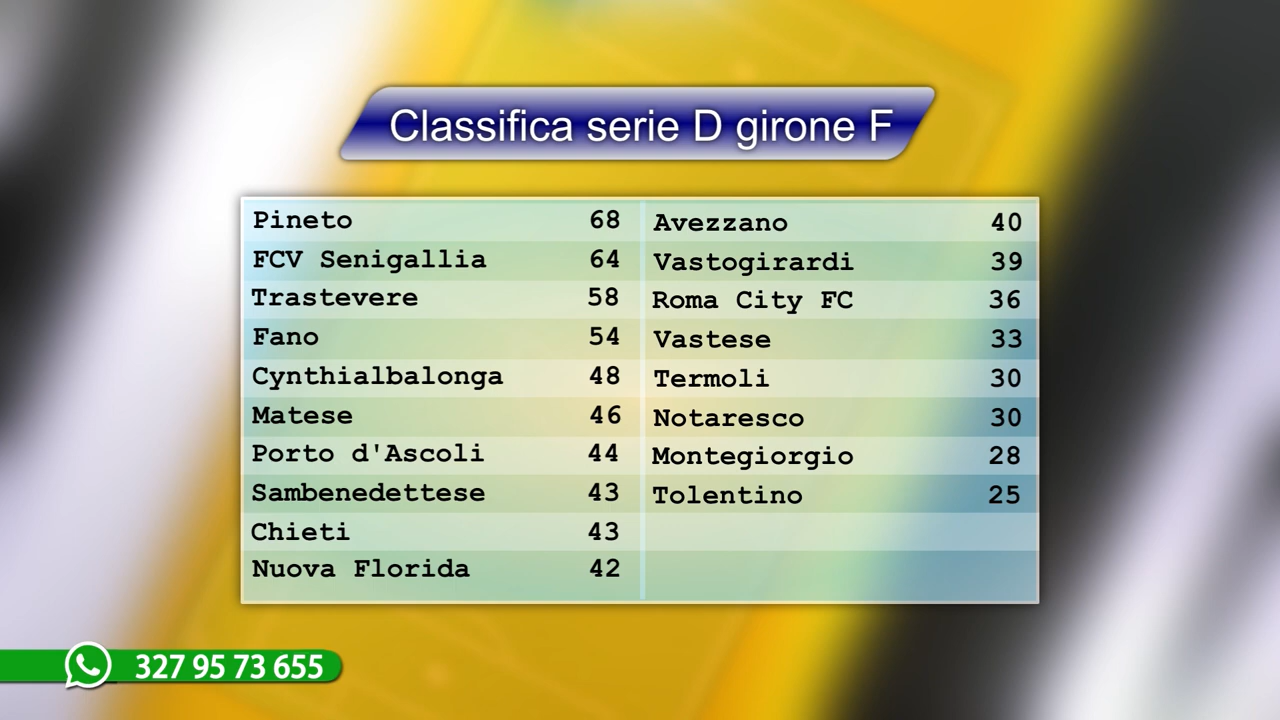 Classifica serie D girone F
Pineto 68
FCV Senigallia 64
Trastevere 58
Fano 54
Cynthialbalonga 48
Matese 46
Porto d'Ascoli 44
Sambenedettese 43
Chieti 43
Nuova Florida 42
Avezzano 40
Vastogirardi 39
Roma City FC 36
Vastese 33
Termoli 30
Notaresco 30
Montegiorgio 28
Tolentino 25
327 95 73 655